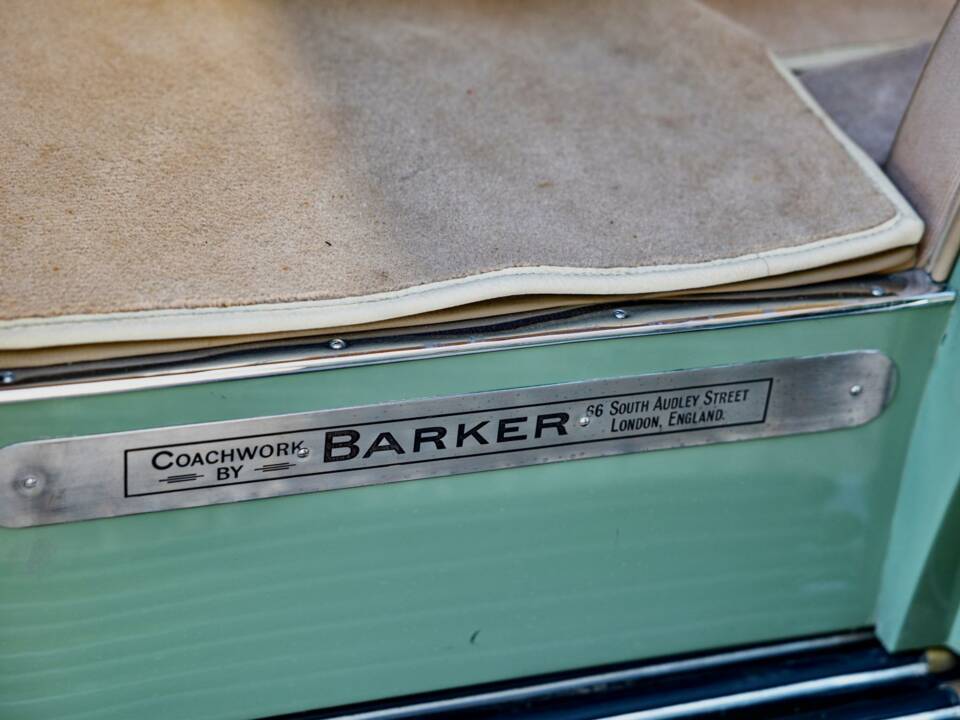 COACHWORK
BY
BARKER
66 SOUTH AUDLEY STREET
LONDON, ENGLAND.